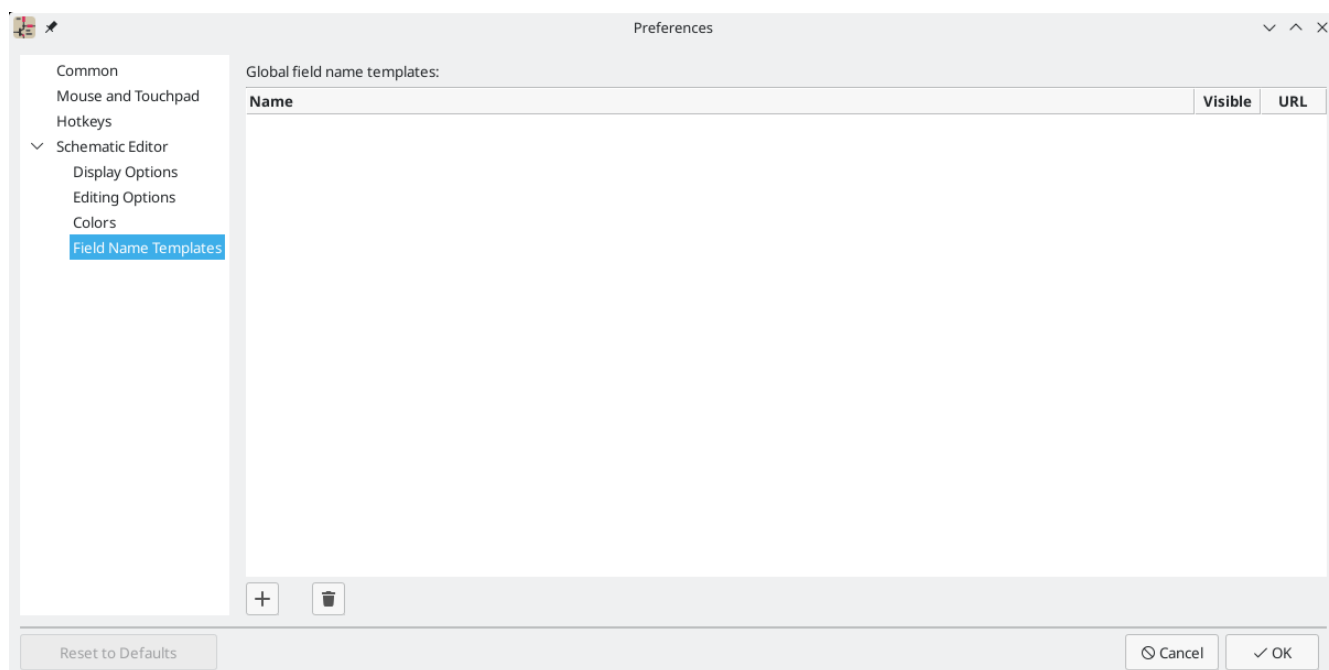 Preferences
Common
Mouse and Touchpad
Hotkeys
Schematic Editor
Display Options
Editing Options
Colors
Field Name Templates
Global field name templates:
Name Visible URL
Reset to Defaults
Cancel OK